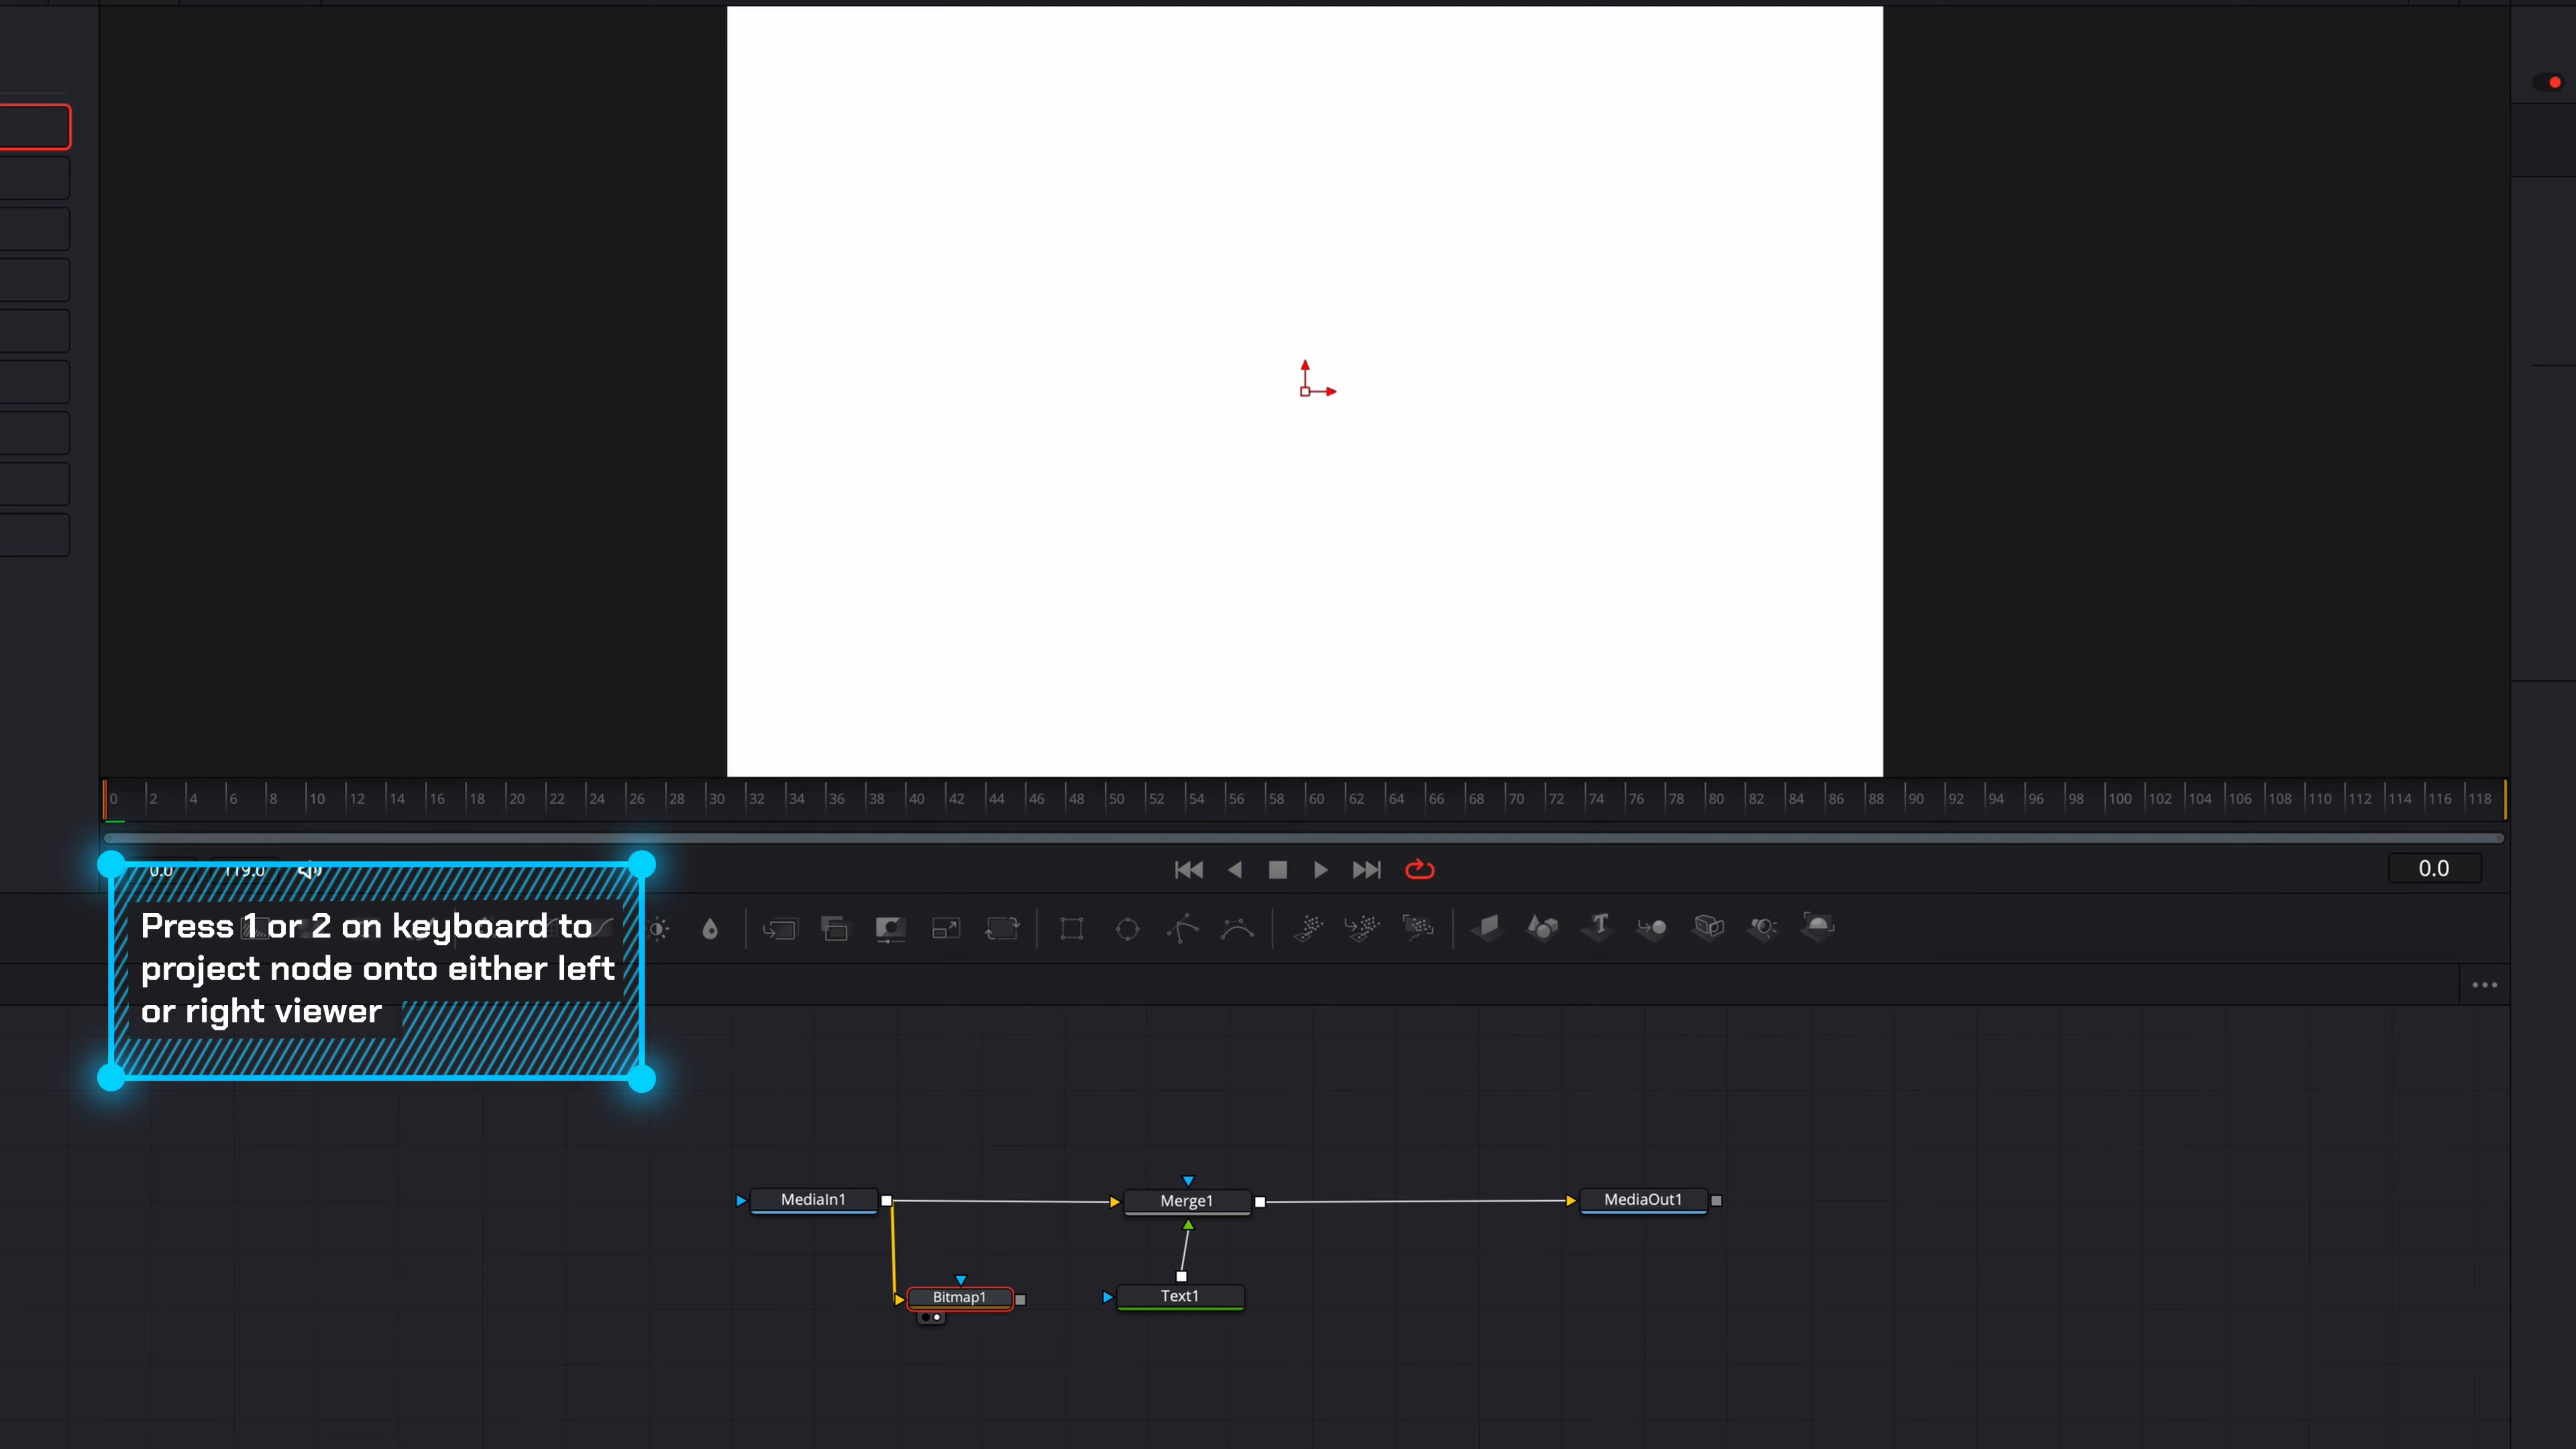 0 2 4 6 8 10 12 14 16 18 20 22 24 26 28 30 32 34 36 38 40 42 44 46 48 50 52 54 56 58 60 62 64 66 68 70 72 74 76 78 80 82 84 86 88 90 92 94 96 98 100 102 104 106 108 110 112 114 116 118
0.0 119.0 0.0
Press 1 or 2 on keyboard to
project node onto either left
or right viewer
MediaIn1 Merge1 MediaOut1
Bitmap1 Text1